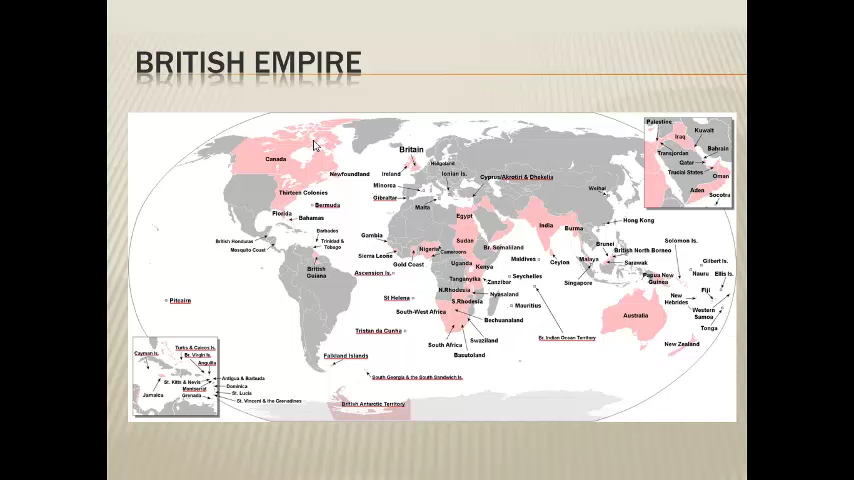 BRITISH EMPIRE
Palestine
Kuwait
Iraq
Transjordan
Bahrain
Qatar
Trucial States
Oman
Aden
Socotra
Britain
Canada
Heligoland
Newfoundland
Ireland
Ionian Is.
Cyprus/Akrotiri & Dhekelia
Minorca
Weihai
Thirteen Colonies
Gibraltar
Bermuda
Malta
Florida
Bahamas
Egypt
Hong Kong
India
Burma
Barbados
Gambia
British Honduras
Trinidad &
Tobago
Sudan
Solomon Is.
Mosquito Coast
Nigeria
Br. Somaliland
Brunei
British North Borneo
Sierra Leone
Cameroons
Maldives
Malaya
Gold Coast
Uganda
Kenya
Ceylon
Sarawak
Gilbert Is.
British
Guiana
Ascension Is.
Seychelles
Nauru
Ellis Is.
Tanganyika
Zanzibar
Singapore
Papua New
Guinea
N.Rhodesia
Nyasaland
Fiji
Pitcairn
St Helena
S.Rhodesia
New
Hebrides
Mauritius
South-West Africa
Western
Samoa
Bechuanaland
Australia
Tonga
Tristan da Cunha
Br. Indian Ocean Territory
South Africa
Swaziland
New Zealand
Basutoland
Falkland Islands
South Georgia & the South Sandwich Is.
British Antarctic Territory
Turks & Caicos Is.
Cayman Is.
Br. Virgin Is.
Anguilla
St. Kitts & Nevis
Antigua & Barbuda
Montserrat
Dominica
Jamaica
Grenada
St. Lucia
St. Vincent & the Grenadines